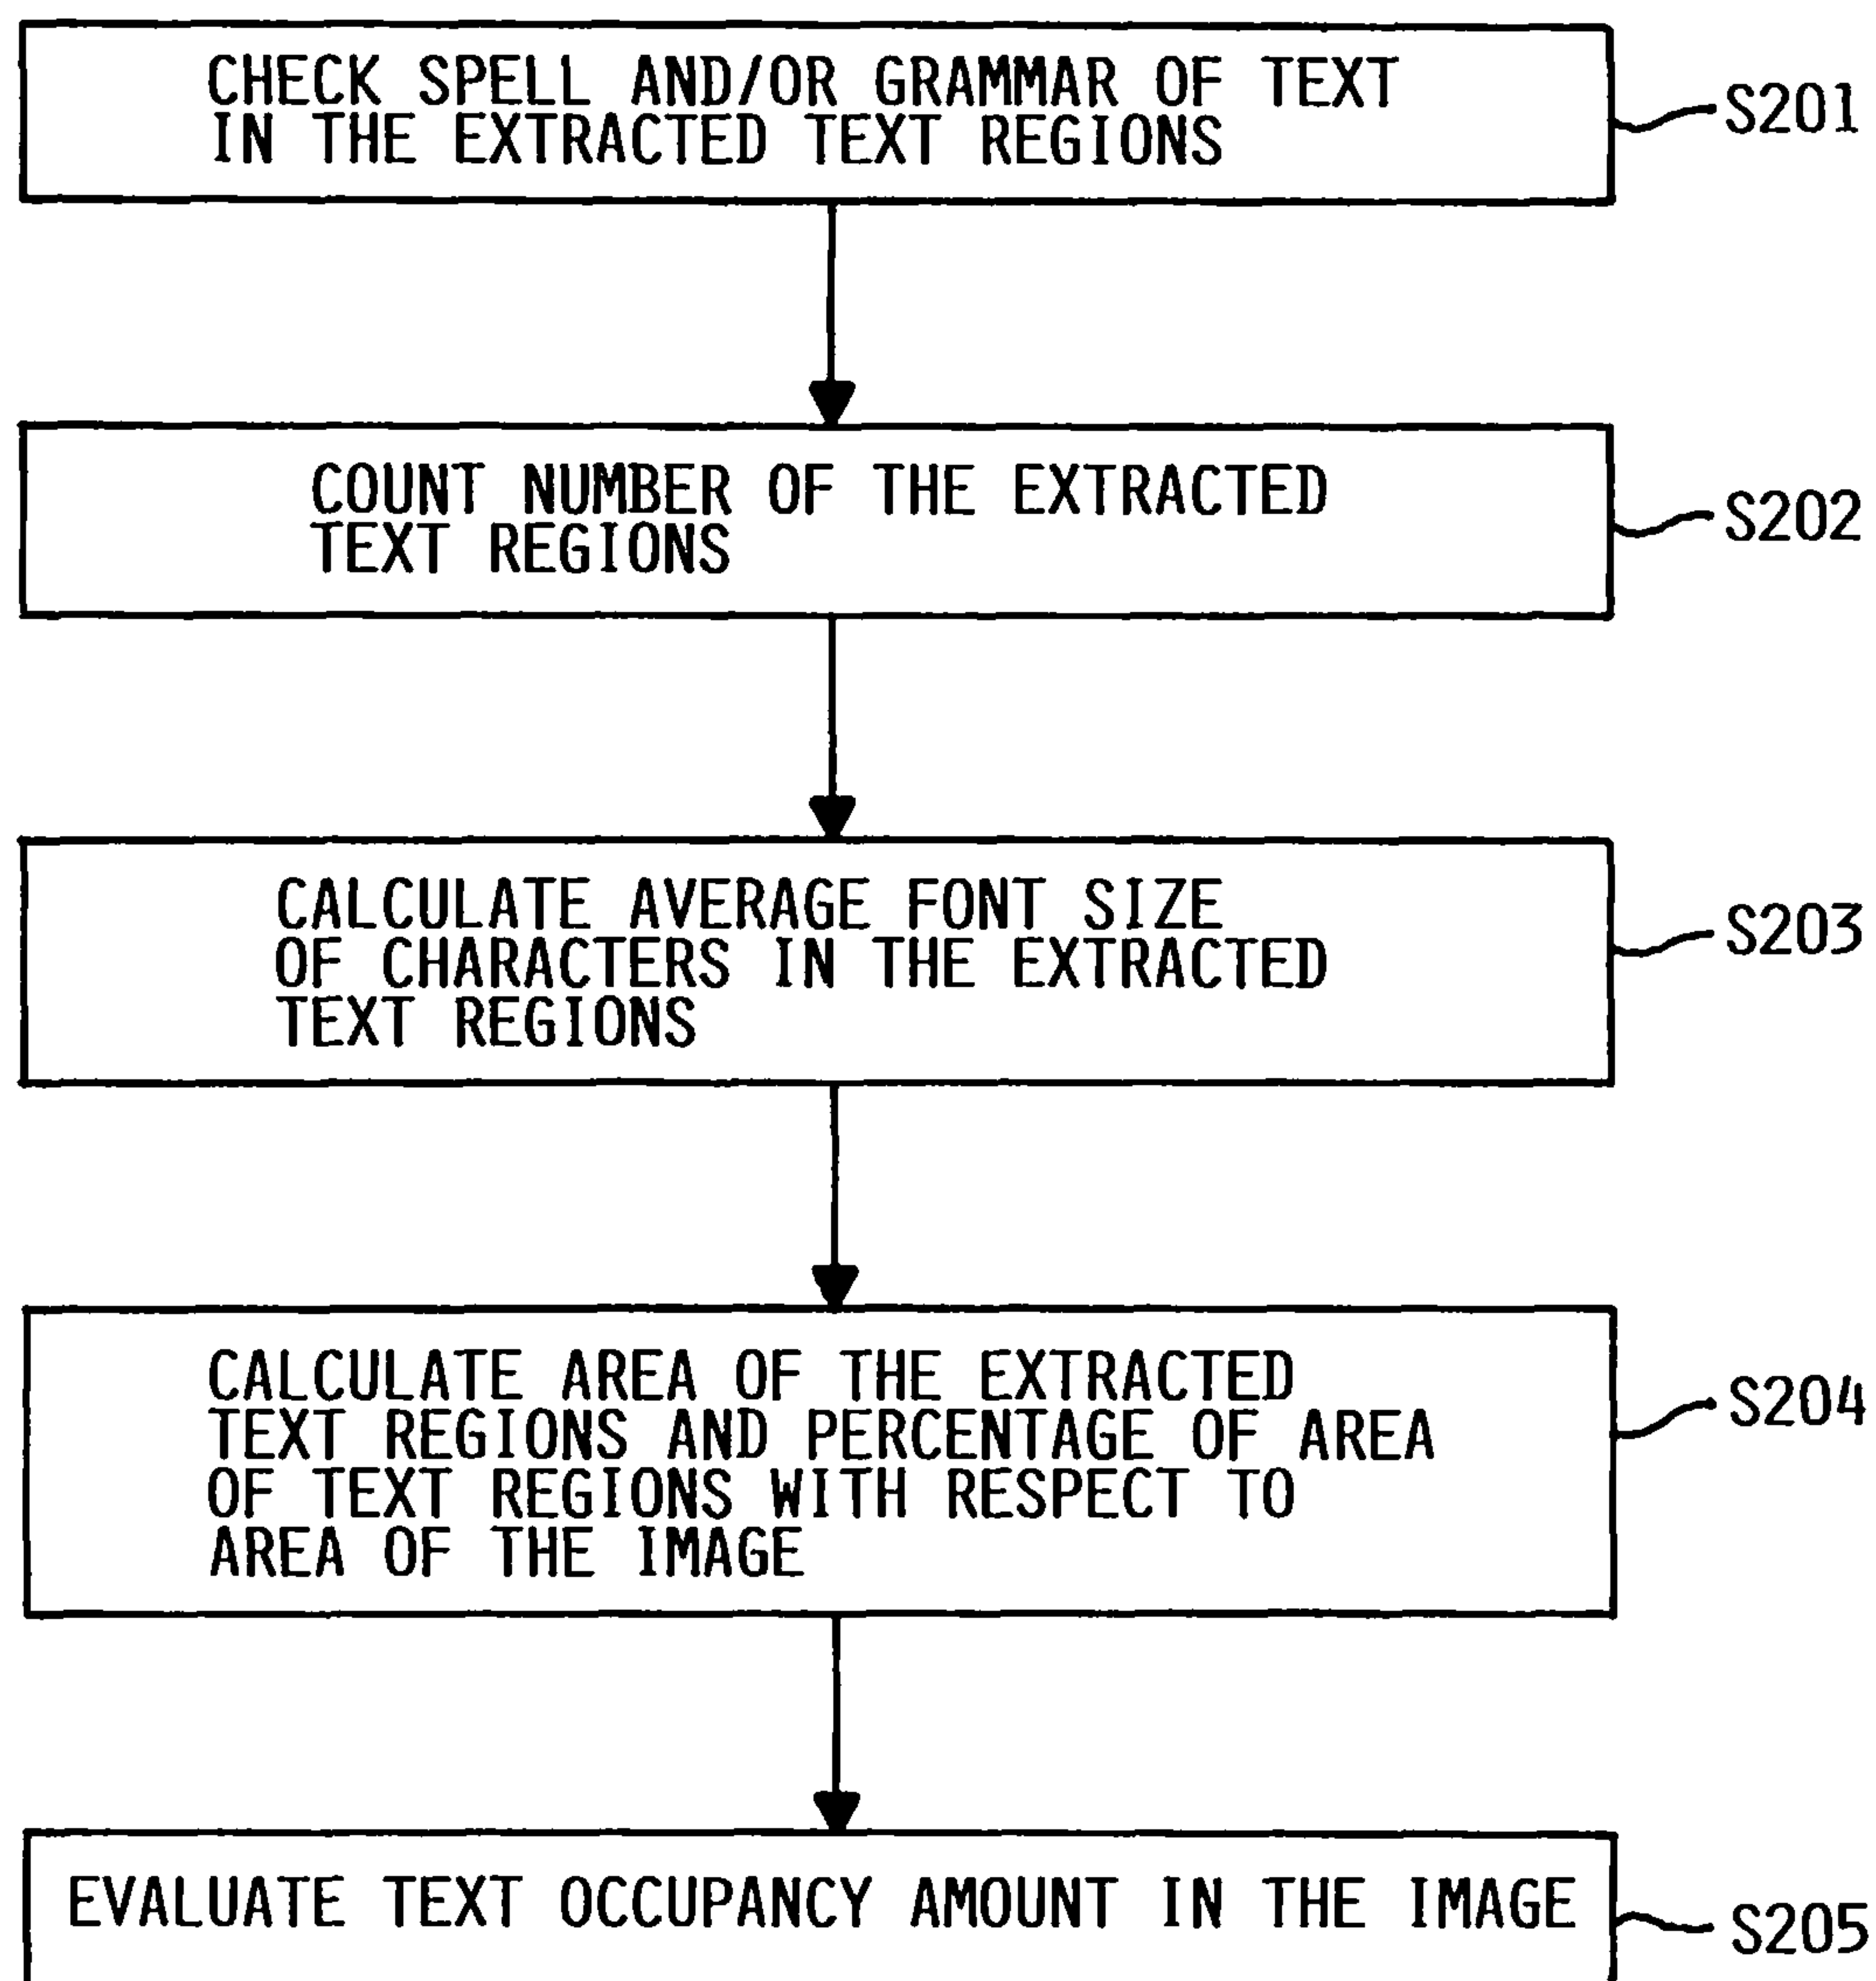 CHECK SPELL AND/OR GRAMMAR OF TEXT
IN THE EXTRACTED TEXT REGIONS
S201
COUNT NUMBER OF THE EXTRACTED
TEXT REGIONS
S202
CALCULATE AVERAGE FONT SIZE
OF CHARACTERS IN THE EXTRACTED
TEXT REGIONS
S203
CALCULATE AREA OF THE EXTRACTED
TEXT REGIONS AND PERCENTAGE OF AREA
OF TEXT REGIONS WITH RESPECT TO
AREA OF THE IMAGE
S204
EVALUATE TEXT OCCUPANCY AMOUNT IN THE IMAGE
S205